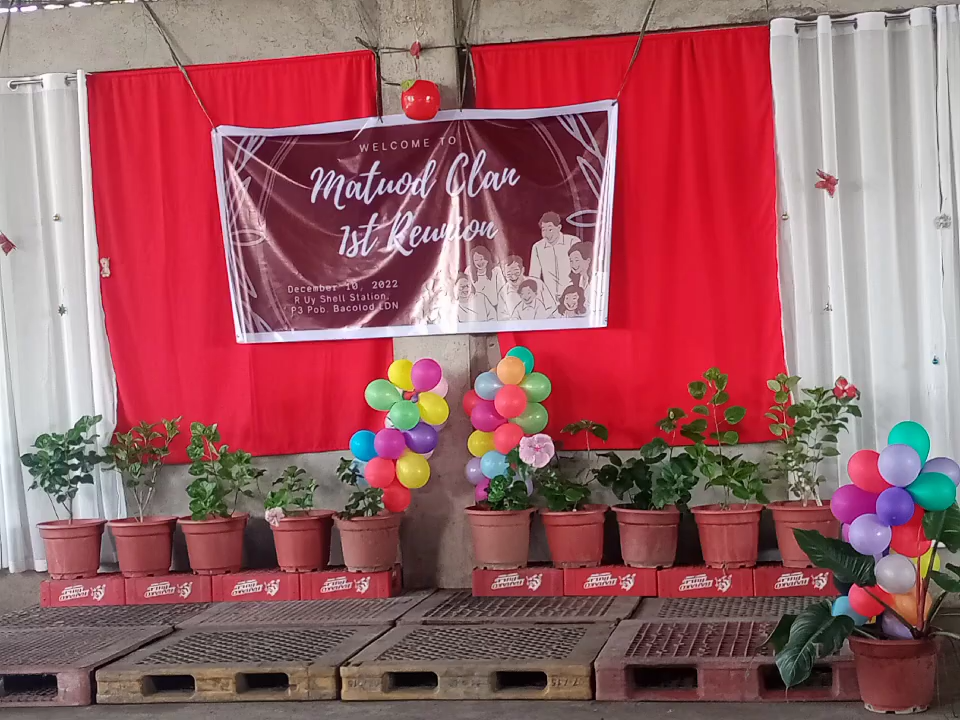 WELCOME TO
Matuod Clan
1st Reunion
December 10, 2022
R Uy Shell Station,
P3 Pob. Bacolod LDN